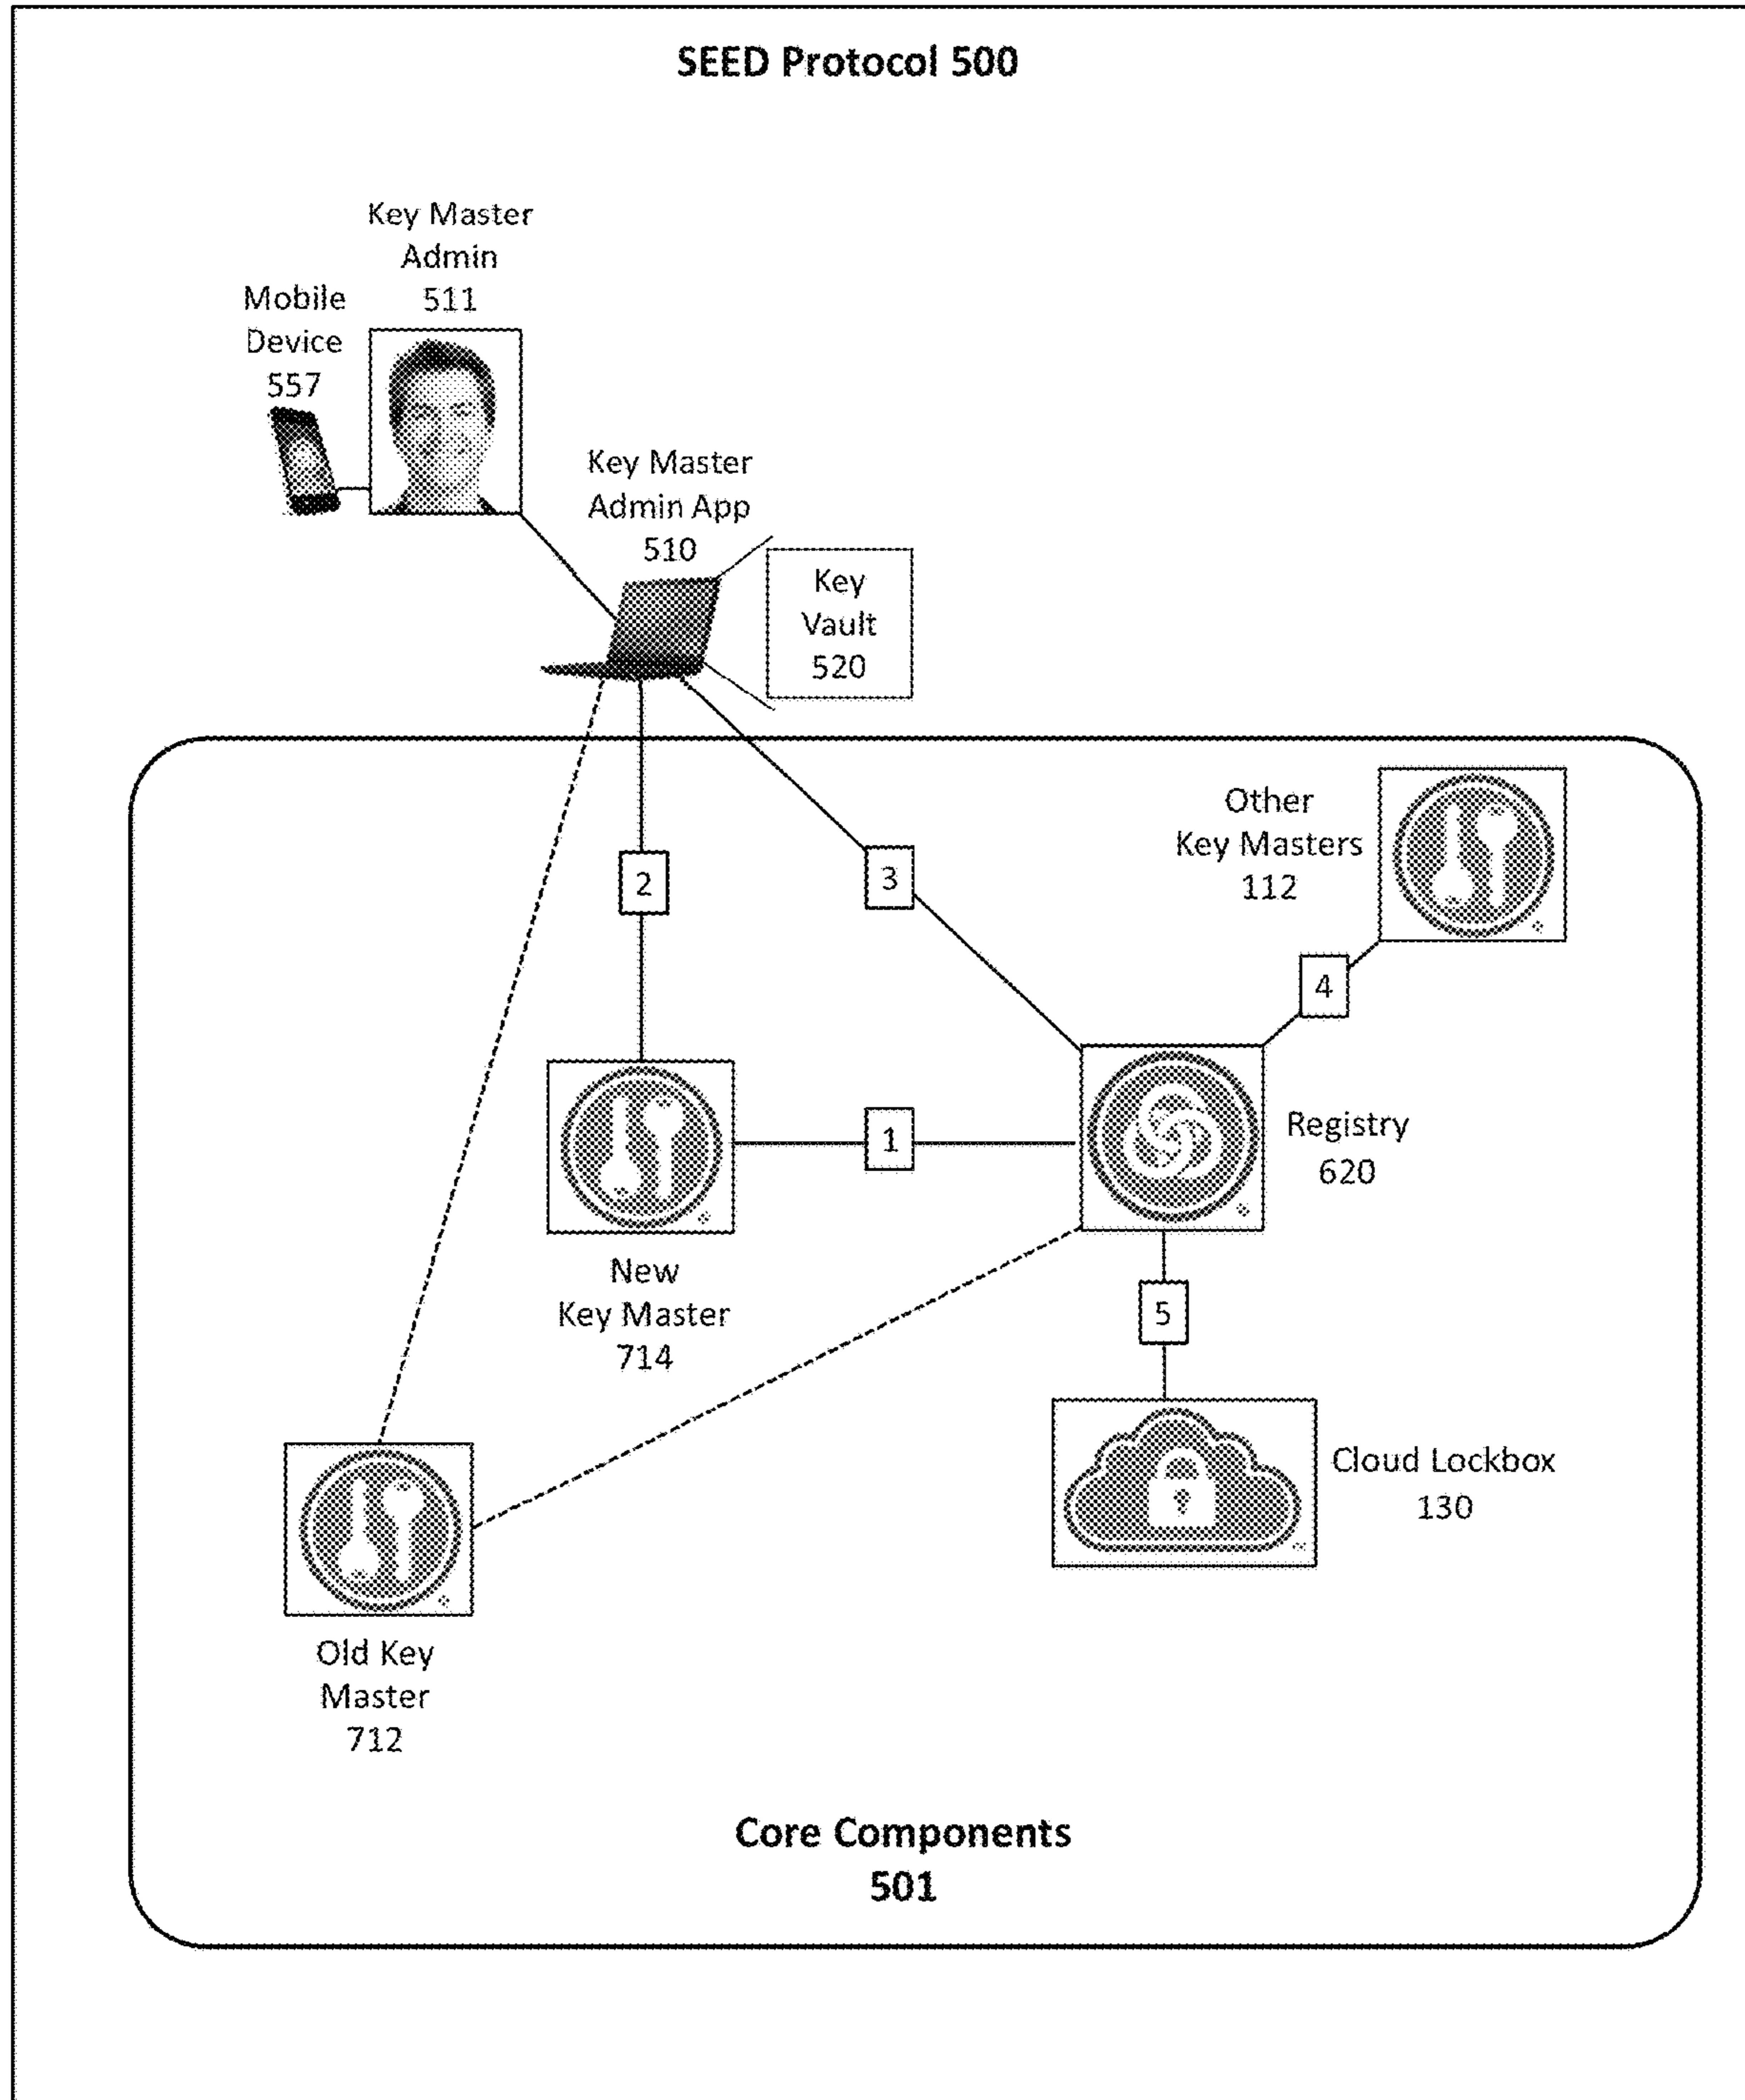 SEED Protocol 500
Key Master
Admin
511
Mobile
Device
557
Key Master
Admin App
510
Key
Vault
520
Other
Key Masters
112
2
3
4
1
Registry
620
New
Key Master
714
5
Cloud Lockbox
130
Old Key
Master
712
Core Components
501